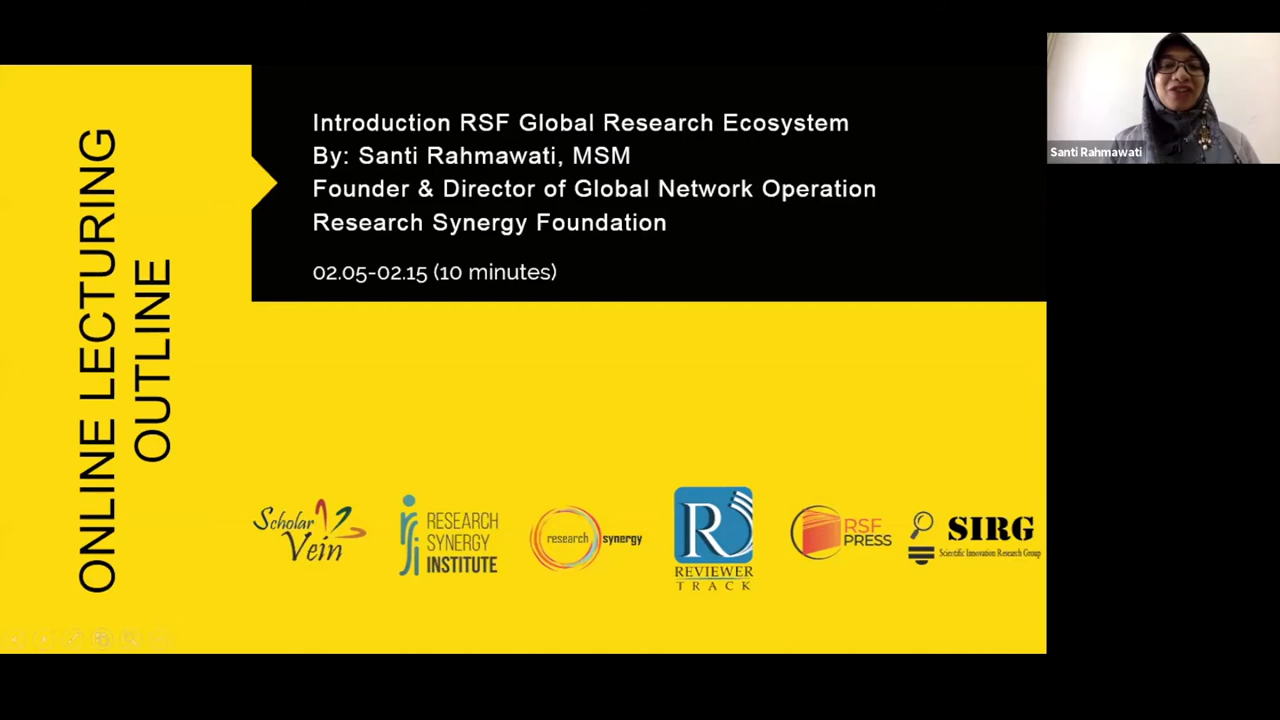 ONLINE LECTURING
OUTLINE
Introduction RSF Global Research Ecosystem
By: Santi Rahmawati, MSM
Founder & Director of Global Network Operation
Research Synergy Foundation
02.05-02.15 (10 minutes)
Santi Rahmawati
Scholar
Vein
RESEARCH
SYNERGY
INSTITUTE
research synergy
R
REVIEWER
TRACK
RSF
PRESS
SIRG
Scientific Innovation Research Group